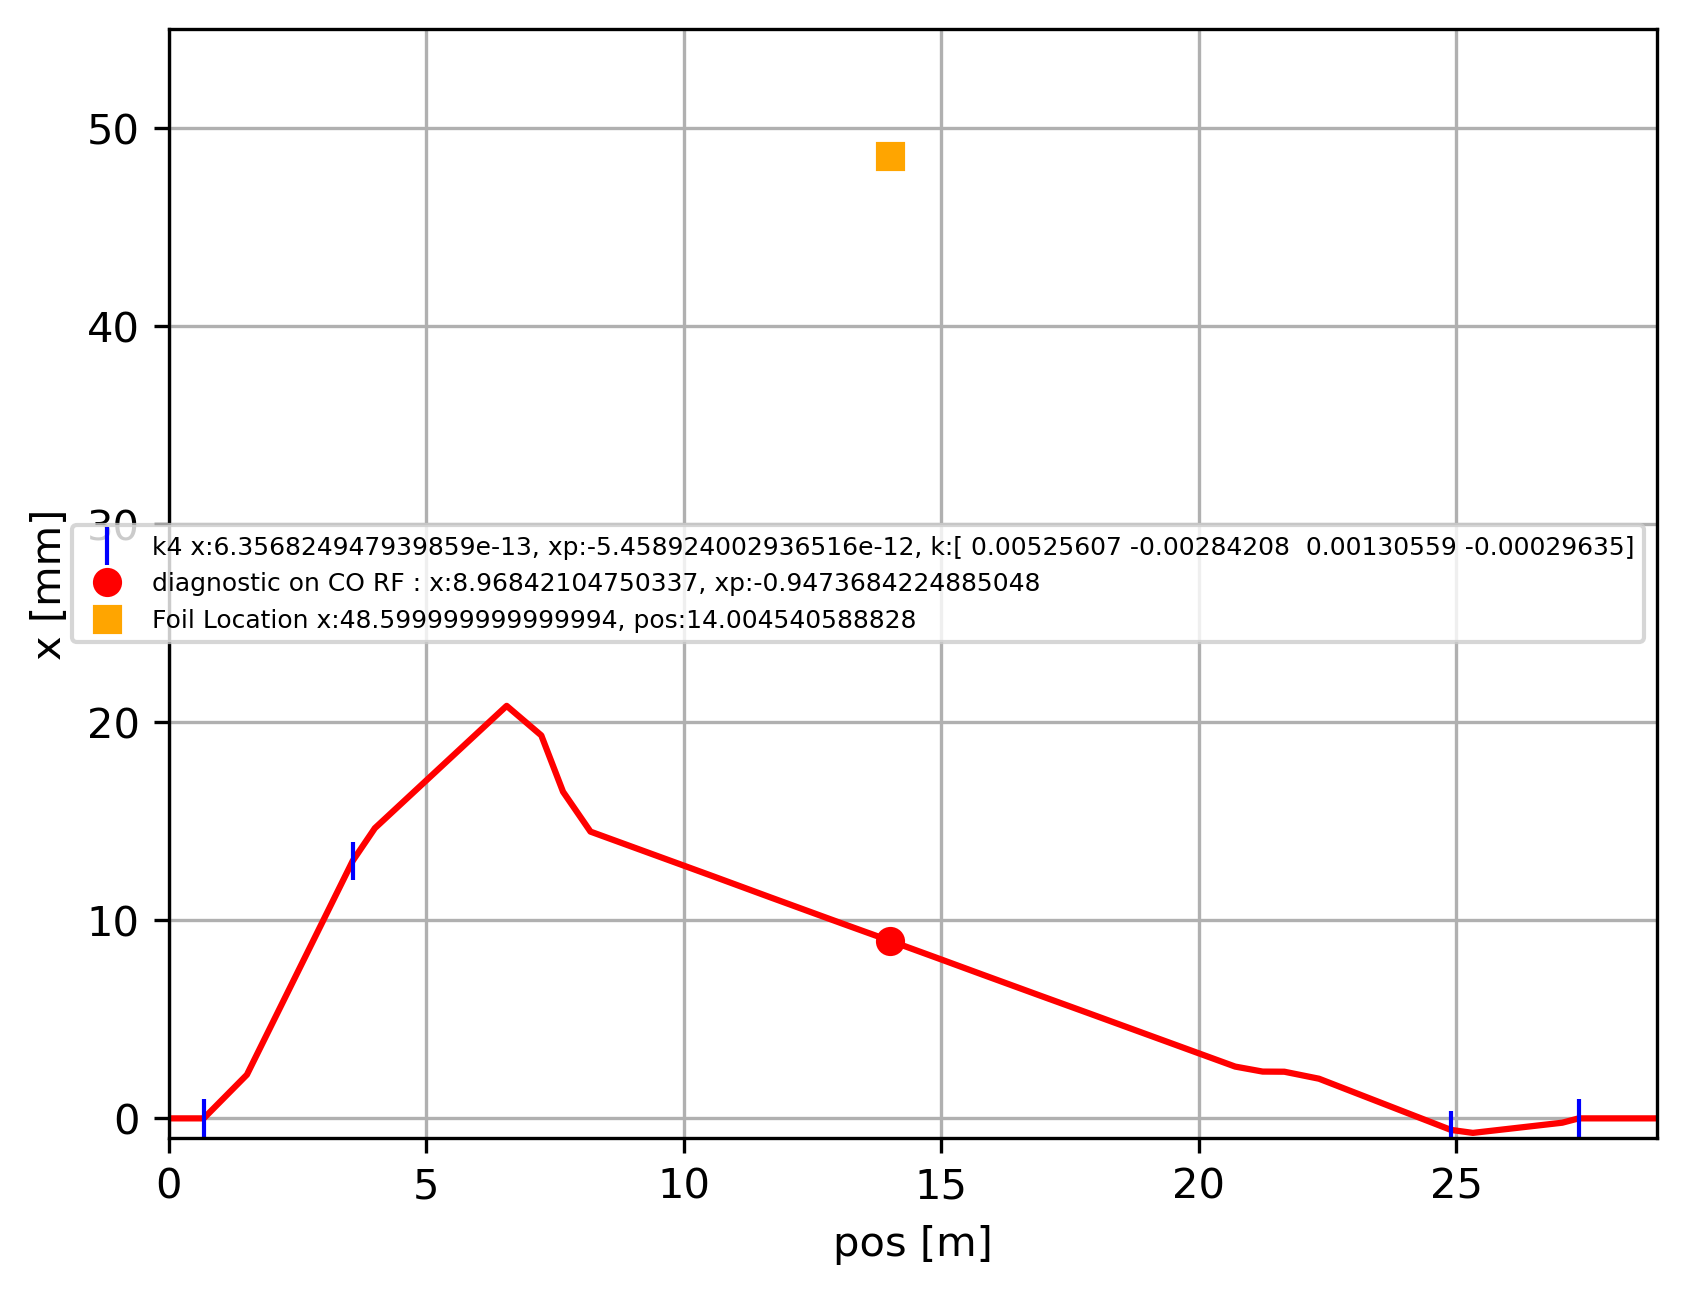 50
40
30
x [mm]
k4 x:6.356824947939859e-13, xp:-5.458924002936516e-12, k:[ 0.00525607 -0.00284208  0.00130559 -0.00029635]
diagnostic on CO RF : x:8.96842104750337, xp:-0.9473684224885048
Foil Location x:48.599999999999994, pos:14.004540588828
20
10
0
0 5 10 15 20 25
pos [m]